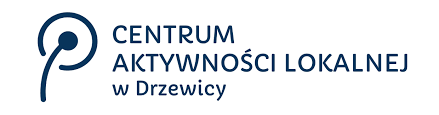 CENTRUM
AKTYWNOŚCI LOKALNEJ
w Drzewicy